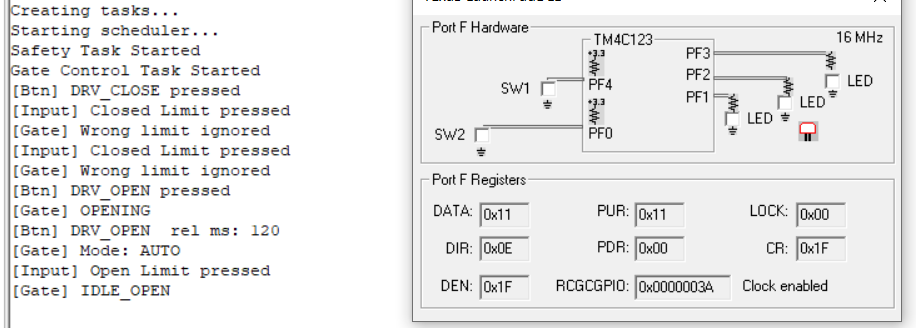 Creating tasks...
Starting scheduler...
Safety Task Started
Gate Control Task Started
[Btn] DRV_CLOSE pressed
[Input] Closed Limit pressed
[Gate] Wrong limit ignored
[Input] Closed Limit pressed
[Gate] Wrong limit ignored
[Btn] DRV_OPEN pressed
[Gate] OPENING
[Btn] DRV_OPEN  rel ms: 120
[Gate] Mode: AUTO
[Input] Open Limit pressed
[Gate] IDLE_OPEN
Port F Hardware
TM4C123
16 MHz
+3.3
PF3
SW1
PF4
PF2
LED
PF1
LED
+3.3
LED
SW2
PF0
Port F Registers
DATA: 0x11
PUR: 0x11
LOCK: 0x00
DIR: 0x0E
PDR: 0x00
CR: 0x1F
DEN: 0x1F
RCGCGPIO: 0x0000003A
Clock enabled